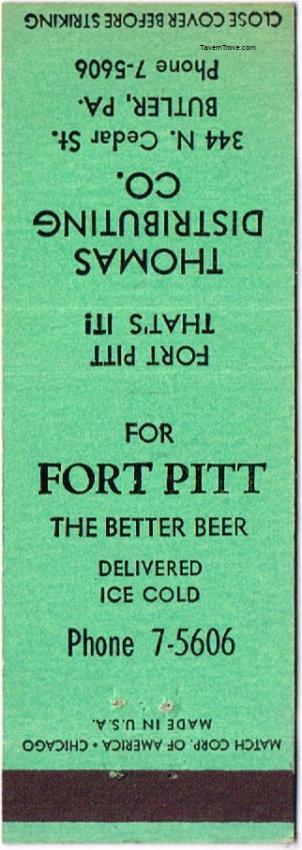 TavernTrove.com
FOR
FORT PITT
THE BETTER BEER
DELIVERED
ICE COLD
Phone 7-5606
MATCH CORP. OF AMERICA • CHICAGO
MADE IN U.S.A.
FORT PITT
THAT'S IT!
THOMAS
DISTRIBUTING
CO.
344 N. Cedar St.
BUTLER, PA.
Phone 7-5606
CLOSE COVER BEFORE STRIKING